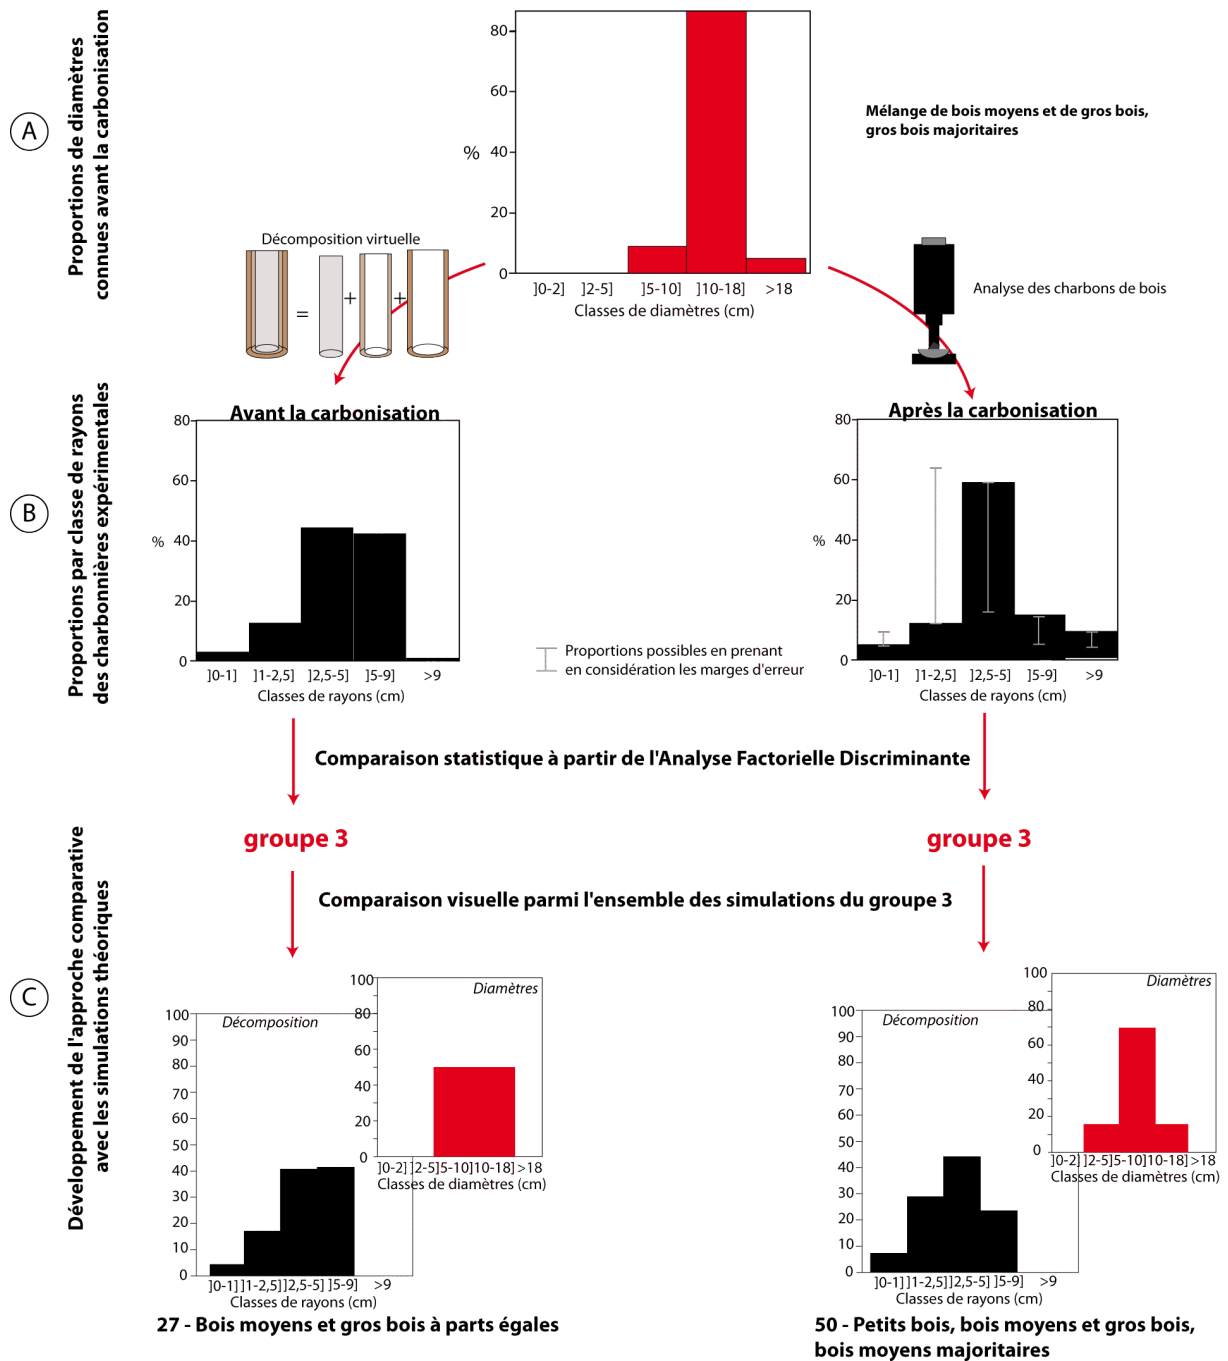 A
Proportions de diamètres
connues avant la carbonisation
80
60
%
40
20
0
]0-2]
]2-5]
]5-10]
]10-18]
>18
Classes de diamètres (cm)
Mélange de bois moyens et de gros bois,
gros bois majoritaires
Décomposition virtuelle
=
+
+
Analyse des charbons de bois
B
Proportions par classe de rayons
des charbonnières expérimentales
Avant la carbonisation
80
60
%
40
20
0
]0-1]
]1-2,5]
]2,5-5]
]5-9]
>9
Classes de rayons (cm)
Proportions possibles en prenant
en considération les marges d'erreur
Après la carbonisation
80
60
%
40
20
0
]0-1]
]1-2,5]
]2,5-5]
]5-9]
>9
Classes de rayons (cm)
Comparaison statistique à partir de l'Analyse Factorielle Discriminante
groupe 3
groupe 3
Comparaison visuelle parmi l'ensemble des simulations du groupe 3
C
Développement de l'approche comparative
avec les simulations théoriques
Décomposition
100
90
80
70
60
50
40
30
20
10
0
]0-1]
]1-2,5]
]2,5-5]
]5-9]
>9
Classes de rayons (cm)
Diamètres
100
80
60
40
20
0
]0-2]
]2-5]
]5-10]
]10-18]
>18
Classes de diamètres (cm)
27 - Bois moyens et gros bois à parts égales
Décomposition
100
90
80
70
60
50
40
30
20
10
0
]0-1]
]1-2,5]
]2,5-5]
]5-9]
>9
Classes de rayons (cm)
Diamètres
100
80
60
40
20
0
]0-2]
]2-5]
]5-10]
]10-18]
>18
Classes de diamètres (cm)
50 - Petits bois, bois moyens et gros bois,
bois moyens majoritaires